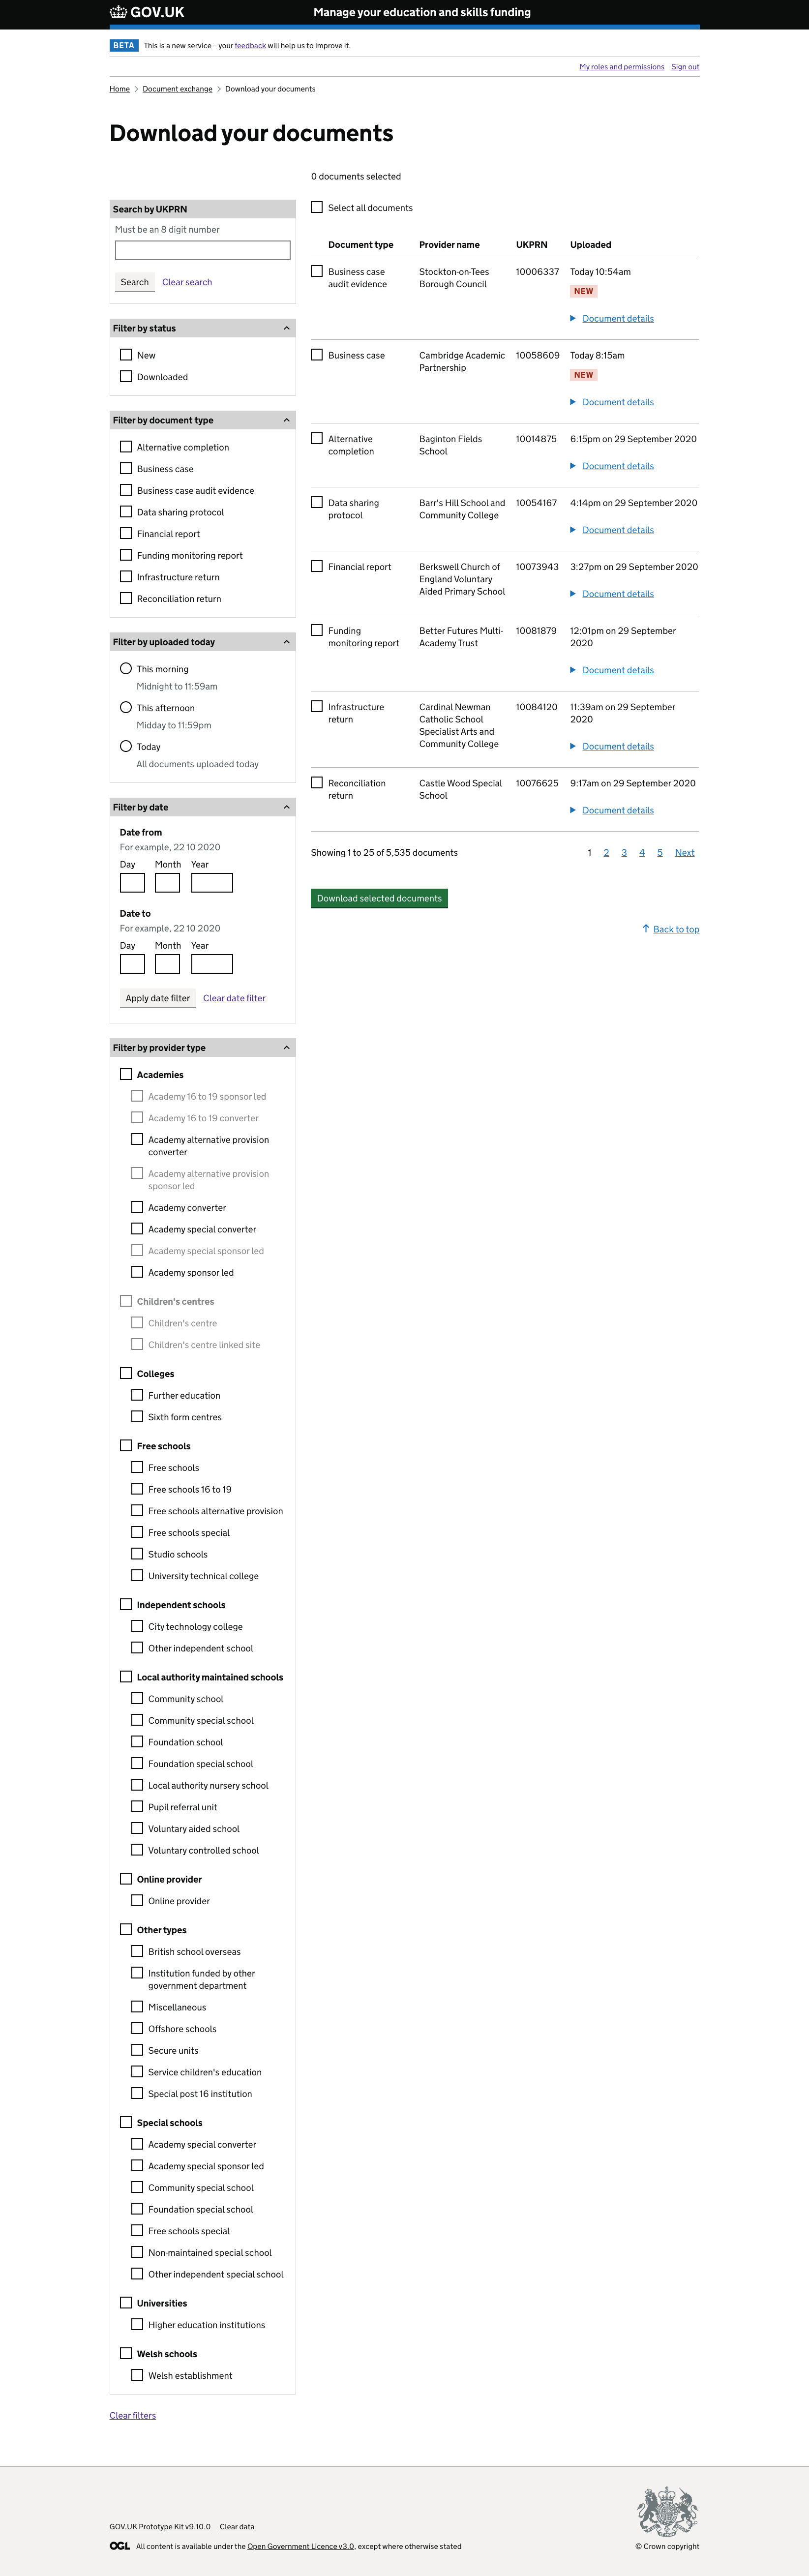 GOV.UK
Manage your education and skills funding
BETA
This is a new service – your feedback will help us to improve it.
My roles and permissions
Sign out
Home
Document exchange
Download your documents
Download your documents
0 documents selected
Search by UKPRN
Must be an 8 digit number
Search
Clear search
Filter by status
New
Downloaded
Filter by document type
Alternative completion
Business case
Business case audit evidence
Data sharing protocol
Financial report
Funding monitoring report
Infrastructure return
Reconciliation return
Filter by uploaded today
This morning
Midnight to 11:59am
This afternoon
Midday to 11:59pm
Today
All documents uploaded today
Filter by date
Date from
For example, 22 10 2020
Day Month Year
Date to
For example, 22 10 2020
Day Month Year
Apply date filter
Clear date filter
Filter by provider type
Academies
Academy 16 to 19 sponsor led
Academy 16 to 19 converter
Academy alternative provision
converter
Academy alternative provision
sponsor led
Academy converter
Academy special converter
Academy special sponsor led
Academy sponsor led
Children's centres
Children's centre
Children's centre linked site
Colleges
Further education
Sixth form centres
Free schools
Free schools
Free schools 16 to 19
Free schools alternative provision
Free schools special
Studio schools
University technical college
Independent schools
City technology college
Other independent school
Local authority maintained schools
Community school
Community special school
Foundation school
Foundation special school
Local authority nursery school
Pupil referral unit
Voluntary aided school
Voluntary controlled school
Online provider
Online provider
Other types
British school overseas
Institution funded by other
government department
Miscellaneous
Offshore schools
Secure units
Service children's education
Special post 16 institution
Special schools
Academy special converter
Academy special sponsor led
Community special school
Foundation special school
Free schools special
Non-maintained special school
Other independent special school
Universities
Higher education institutions
Welsh schools
Welsh establishment
Clear filters
Select all documents
Document type Provider name UKPRN Uploaded
Business case Stockton-on-Tees 10006337 Today 10:54am
audit evidence Borough Council
NEW
Document details
Business case Cambridge Academic 10058609 Today 8:15am
Partnership
NEW
Document details
Alternative Baginton Fields 10014875 6:15pm on 29 September 2020
completion School
Document details
Data sharing Barr's Hill School and 10054167 4:14pm on 29 September 2020
protocol Community College
Document details
Financial report Berkswell Church of 10073943 3:27pm on 29 September 2020
England Voluntary
Aided Primary School
Document details
Funding Better Futures Multi- 10081879 12:01pm on 29 September
monitoring report Academy Trust 2020
Document details
Infrastructure Cardinal Newman 10084120 11:39am on 29 September
return Catholic School 2020
Specialist Arts and
Community College
Document details
Reconciliation Castle Wood Special 10076625 9:17am on 29 September 2020
return School
Document details
Showing 1 to 25 of 5,535 documents
1 2 3 4 5 Next
Download selected documents
Back to top
GOV.UK Prototype Kit v9.10.0
Clear data
OGL
All content is available under the Open Government Licence v3.0, except where otherwise stated
© Crown copyright